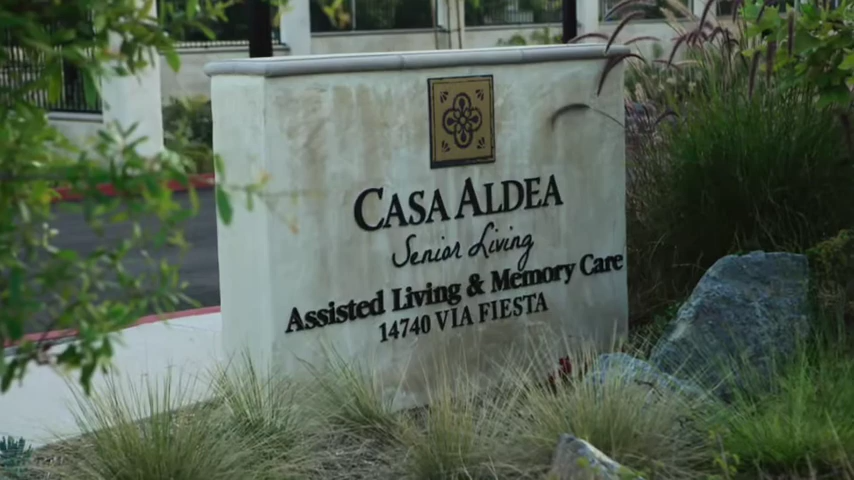 CASA ALDEA
Senior Living
Assisted Living & Memory Care
14740 VIA FIESTA